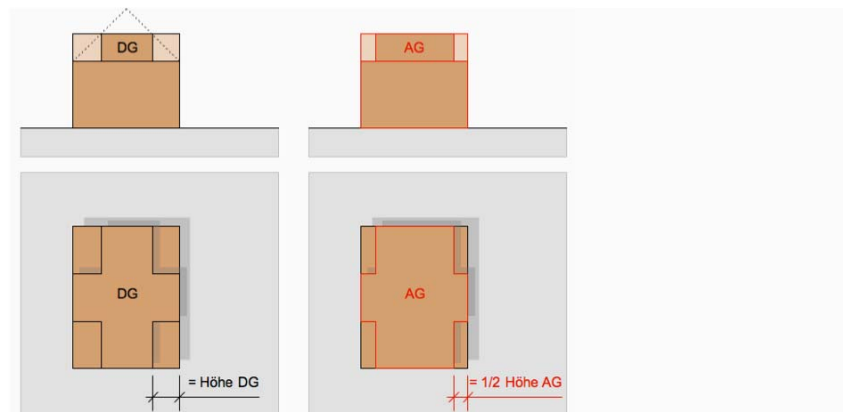 DG
AG
DG
AG
= Höhe DG
= 1/2 Höhe AG